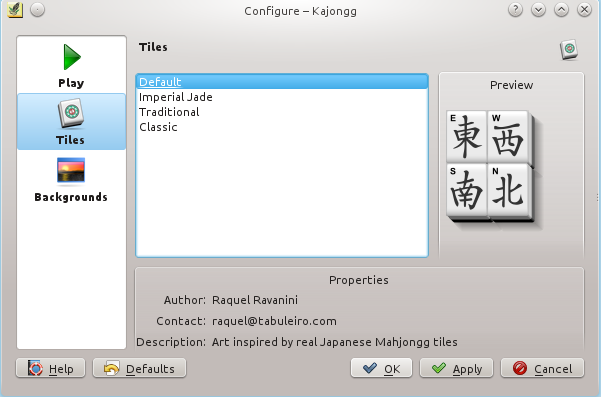 Configure – Kajongg
Play
Tiles
Backgrounds
Tiles
Default
Imperial Jade
Traditional
Classic
Preview
E W
東 西
S N
南 北
Properties
Author: Raquel Ravanini
Contact: raquel@tabuleiro.com
Description: Art inspired by real Japanese Mahjongg tiles
Help Defaults OK Apply Cancel